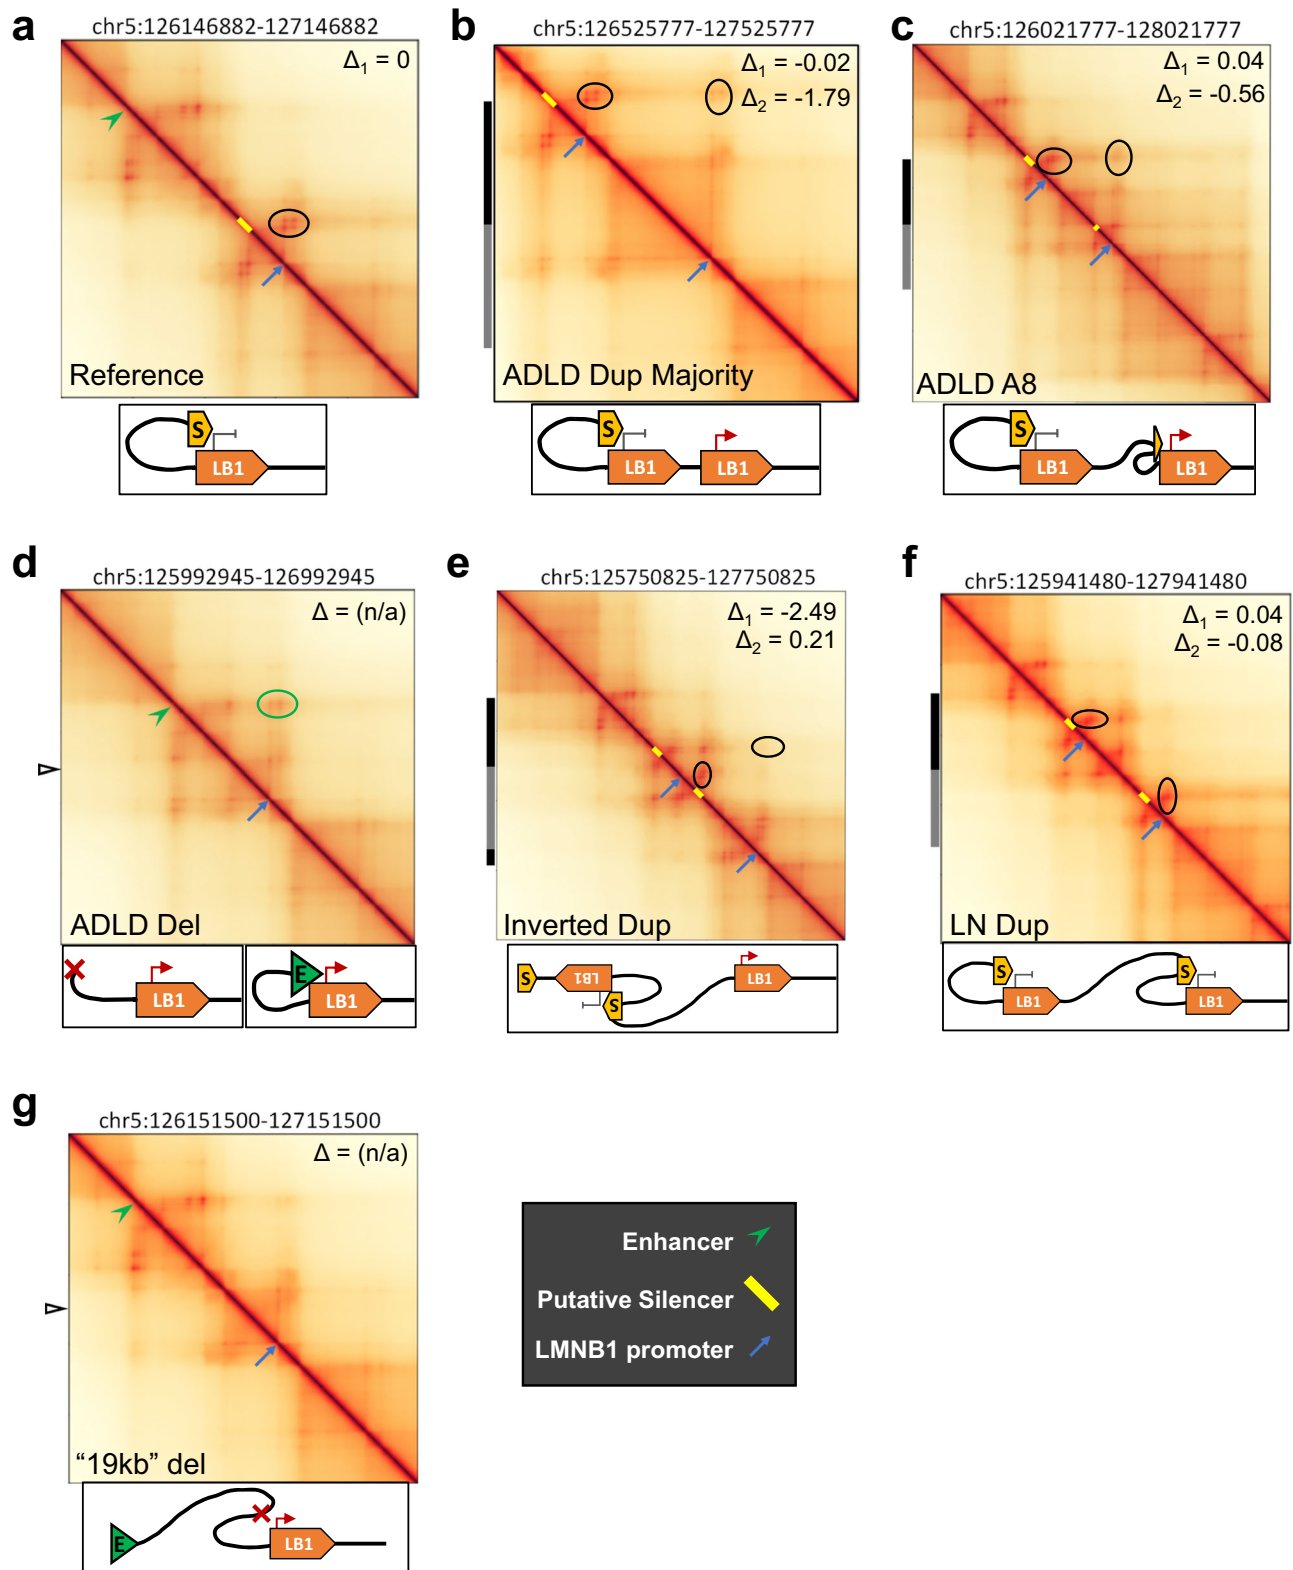 a
chr5:126146882-127146882
Δ₁ = 0
Reference
S
LB1
b
chr5:126525777-127525777
Δ₁ = -0.02
Δ₂ = -1.79
ADLD Dup Majority
S
LB1
LB1
c
chr5:126021777-128021777
Δ₁ = 0.04
Δ₂ = -0.56
ADLD A8
S
LB1
LB1
d
chr5:125992945-126992945
Δ = (n/a)
ADLD Del
LB1
E
LB1
e
chr5:125750825-127750825
Δ₁ = -2.49
Δ₂ = 0.21
Inverted Dup
S
LB1
S
LB1
f
chr5:125941480-127941480
Δ₁ = 0.04
Δ₂ = -0.08
LN Dup
S
LB1
S
LB1
g
chr5:126151500-127151500
Δ = (n/a)
“19kb” del
E
LB1
Enhancer
Putative Silencer
LMNB1 promoter